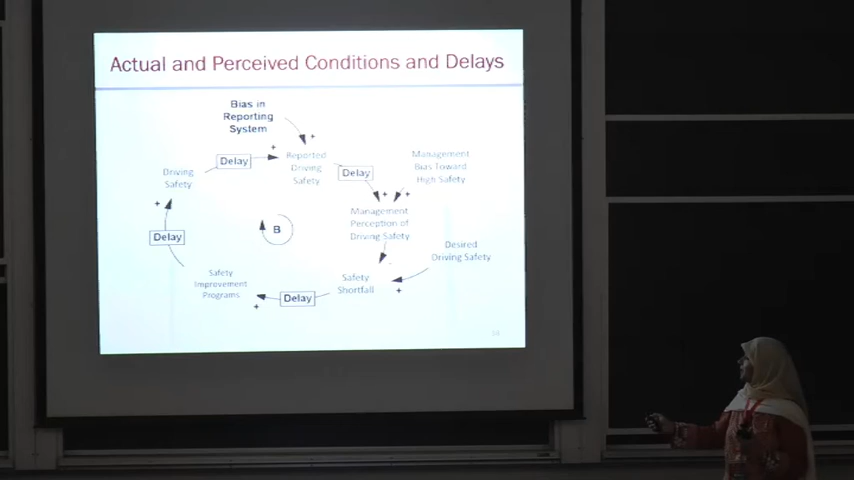 Actual and Perceived Conditions and Delays
Bias in
Reporting
System
+
+
Delay
Reported
Driving
Safety
Delay
Management
Bias Toward
High Safety
Driving
Safety
+
+
+
Management
Perception of
Driving Safety
Delay
B
Desired
Driving Safety
-
Safety
Improvement
Programs
Delay
Safety
Shortfall
+
+